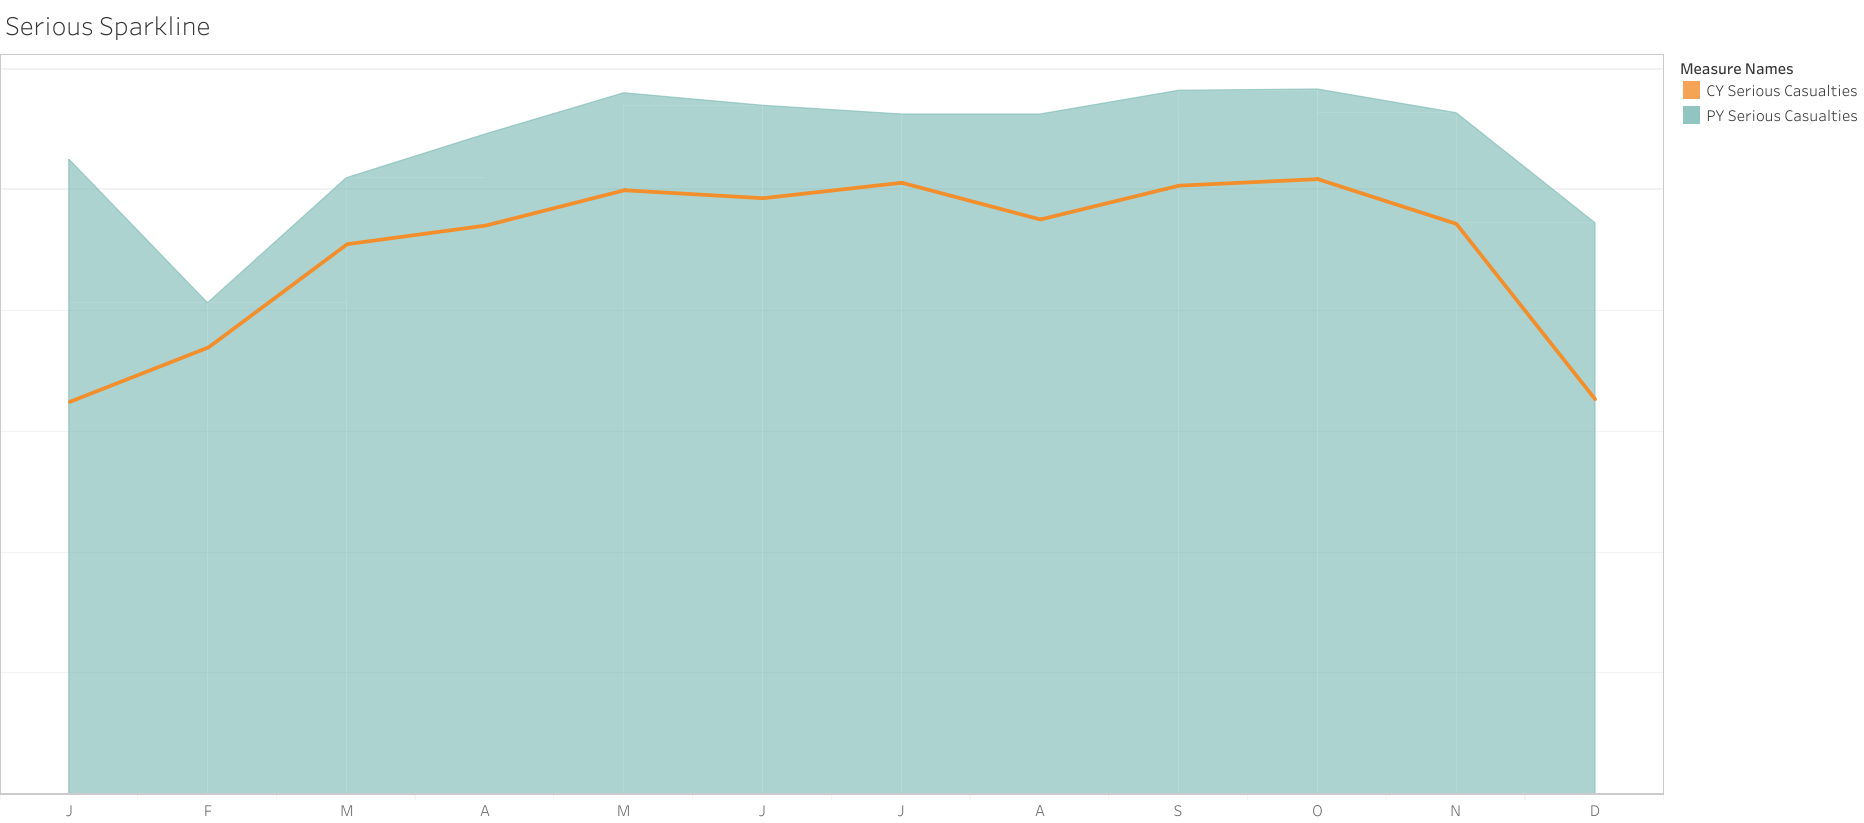 Serious Sparkline
Measure Names
CY Serious Casualties
PY Serious Casualties
J F M A M J J A S O N D